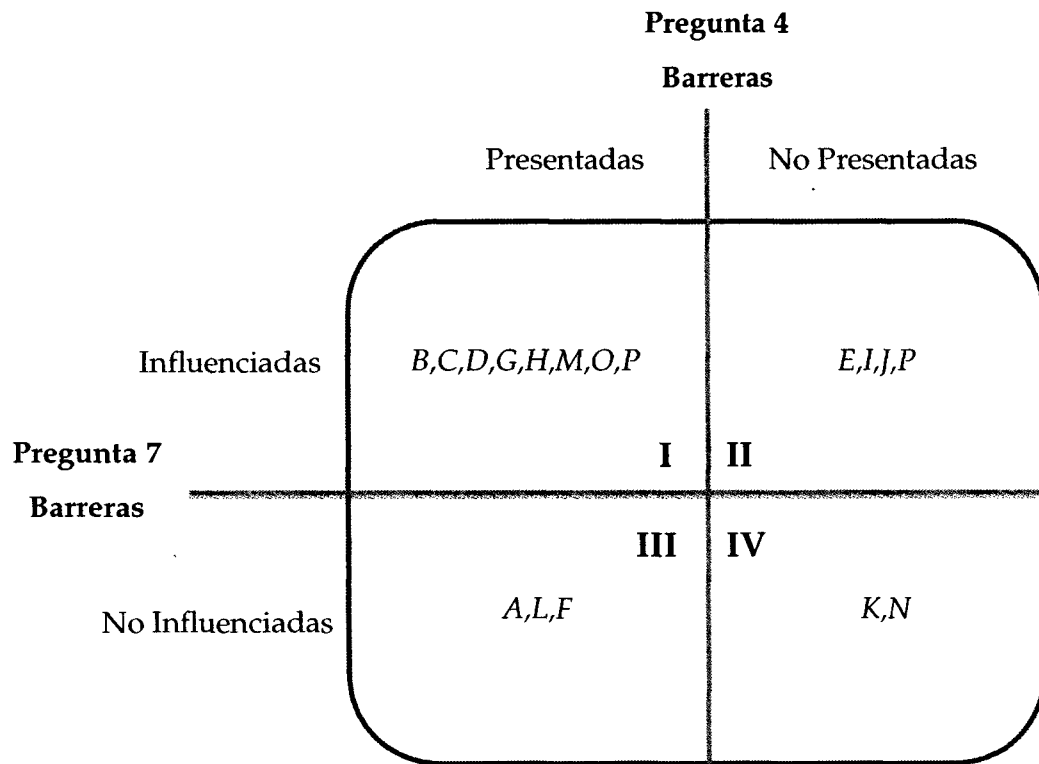 Pregunta 4
Barreras
Presentadas No Presentadas
Influenciadas B,C,D,G,H,M,O,P E,I,J,P
Pregunta 7 I II
Barreras
III IV
No Influenciadas A,L,F K,N